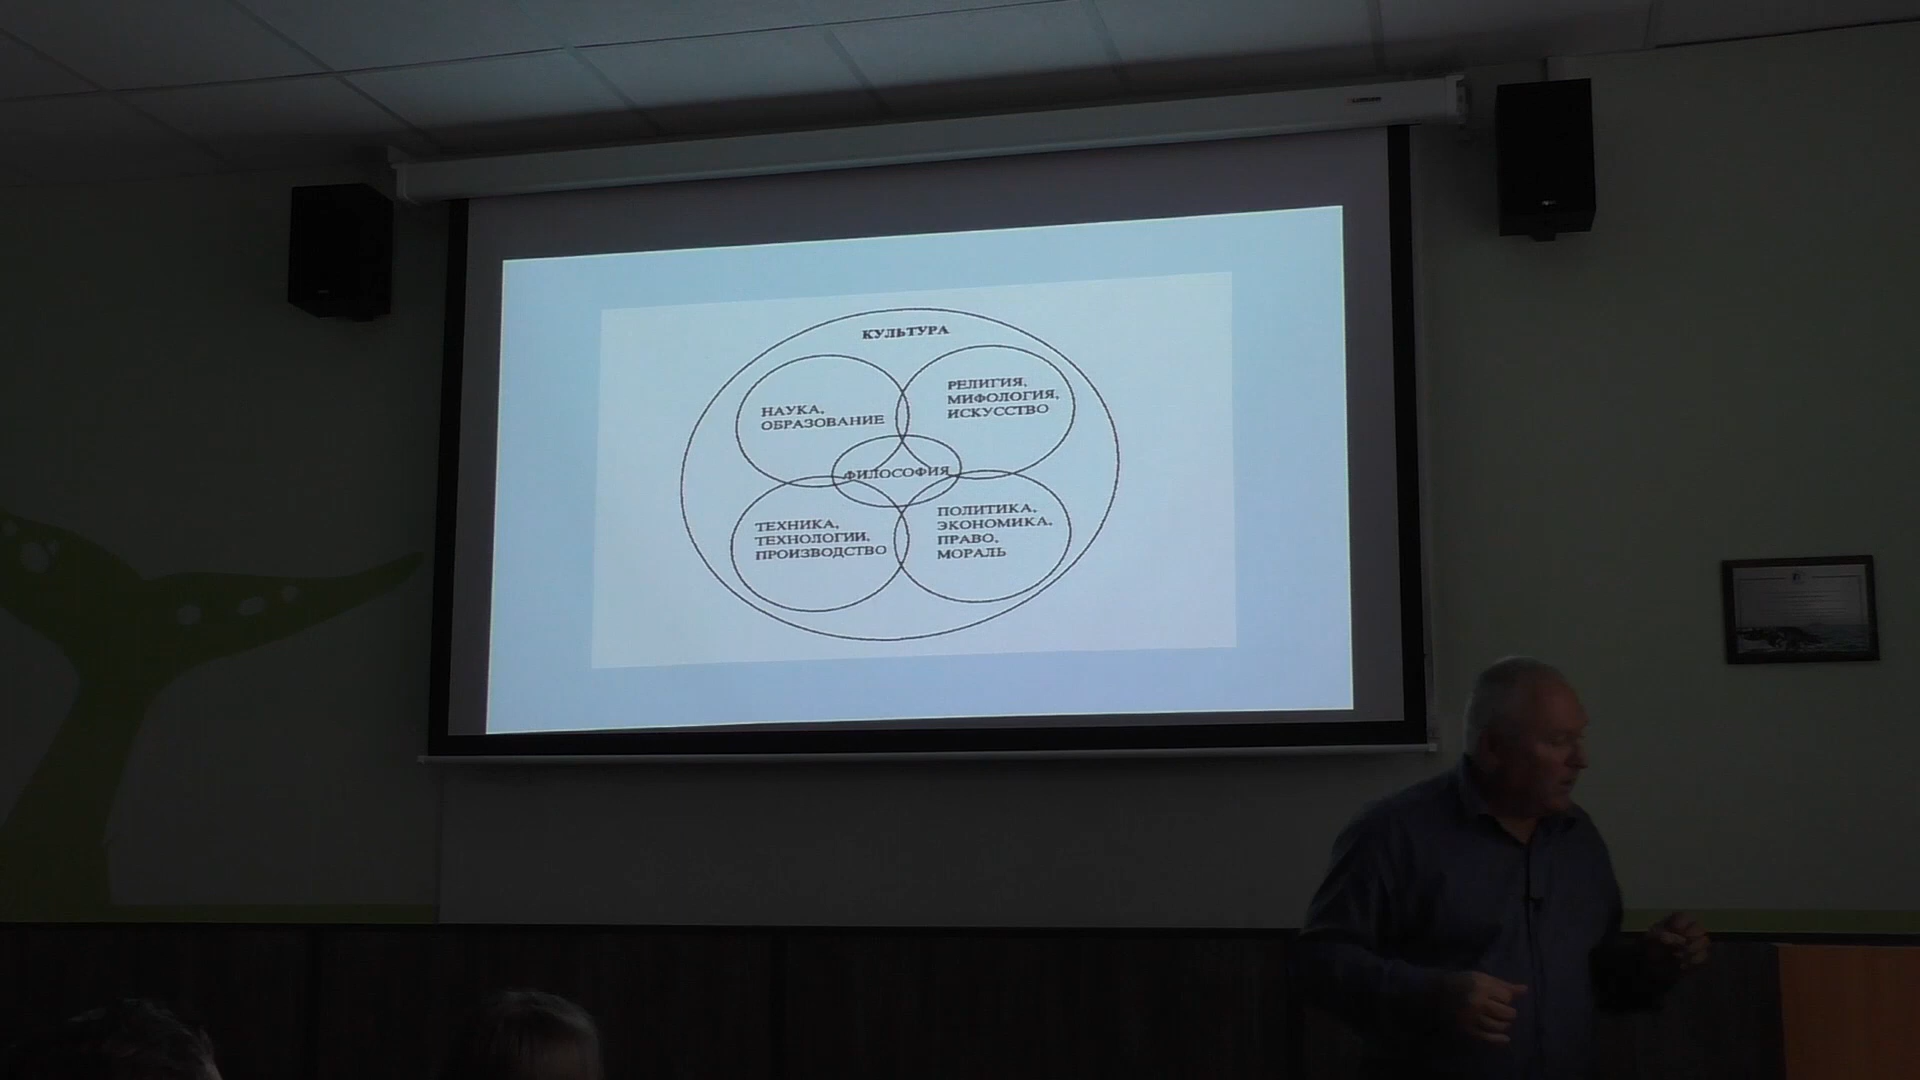 КУЛЬТУРА
НАУКА,
ОБРАЗОВАНИЕ
РЕЛИГИЯ,
МИФОЛОГИЯ,
ИСКУССТВО
ФИЛОСОФИЯ
ТЕХНИКА,
ТЕХНОЛОГИИ,
ПРОИЗВОДСТВО
ПОЛИТИКА,
ЭКОНОМИКА,
ПРАВО,
МОРАЛЬ